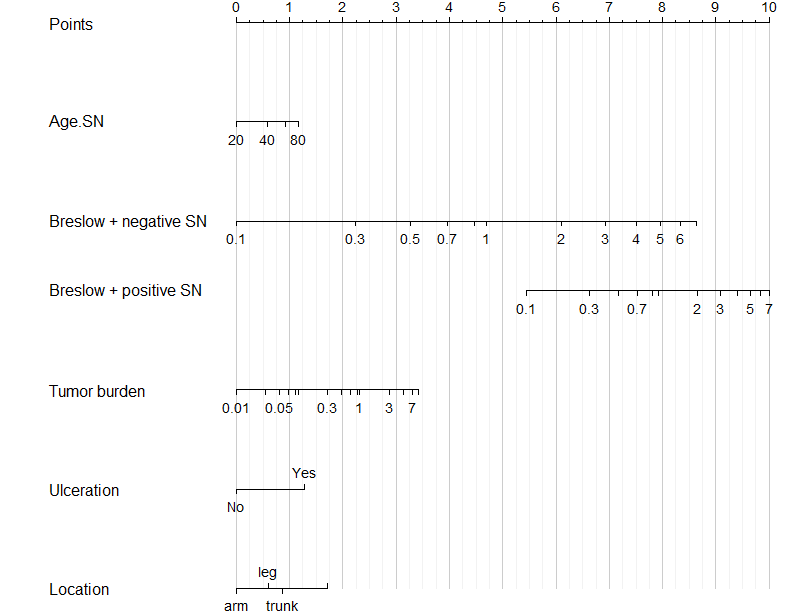 0 1 2 3 4 5 6 7 8 9 10
Points
Age.SN
20 40 80
Breslow + negative SN
0.1 0.3 0.5 0.7 1 2 3 4 5 6
Breslow + positive SN
0.1 0.3 0.7 2 3 5 7
Tumor burden
0.01 0.05 0.3 1 3 7
Yes
Ulceration
No
leg
Location
arm trunk